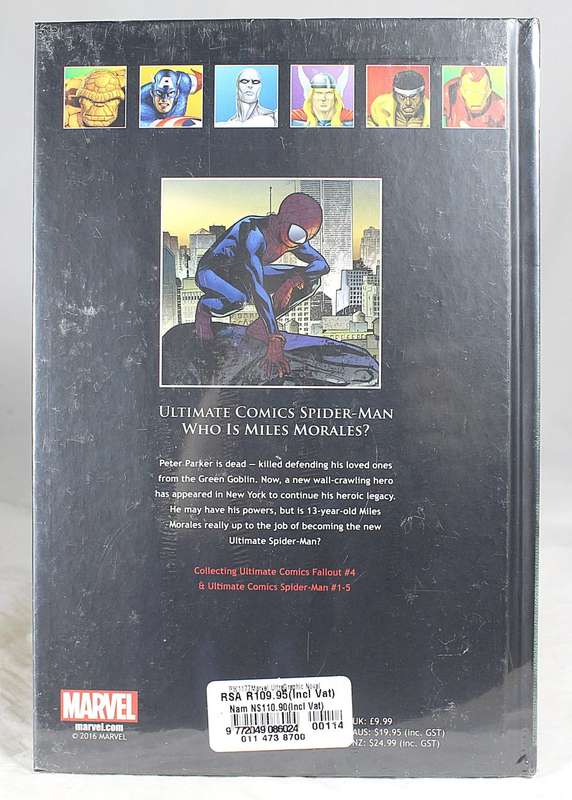 ULTIMATE COMICS SPIDER-MAN
WHO IS MILES MORALES?
Peter Parker is dead — killed defending his loved ones
from the Green Goblin. Now, a new wall-crawling hero
has appeared in New York to continue his heroic legacy.
He may have his powers, but is 13-year-old Miles
Morales really up to the job of becoming the new
Ultimate Spider-Man?
Collecting Ultimate Comics Fallout #4
& Ultimate Comics Spider-Man #1-5
MARVEL
marvel.com
© 2016 MARVEL
Graphic Novel
RSA R109.95(Incl Vat)
Nam N$110.90(Incl Vat)
9 772049 086024 00114
011 473 8700
UK: £9.99
AUS: $19.95 (inc. GST)
NZ: $24.99 (inc. GST)